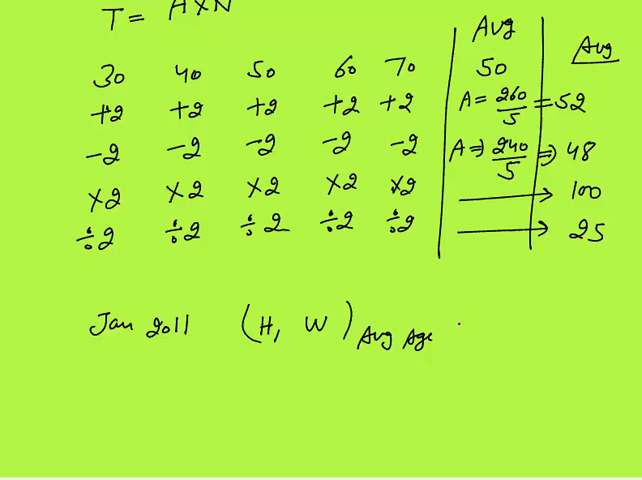 T = A×N
Avg
Avg
30 40 50 60 70 50
+2 +2 +2 +2 +2 A = 260/5 = 52
-2 -2 -2 -2 -2 A ⇒ 240/5 ⇒ 48
×2 ×2 ×2 ×2 ×2 → 100
÷2 ÷2 ÷2 ÷2 ÷2 → 25
Jan 2011 (H, W) Avg Age